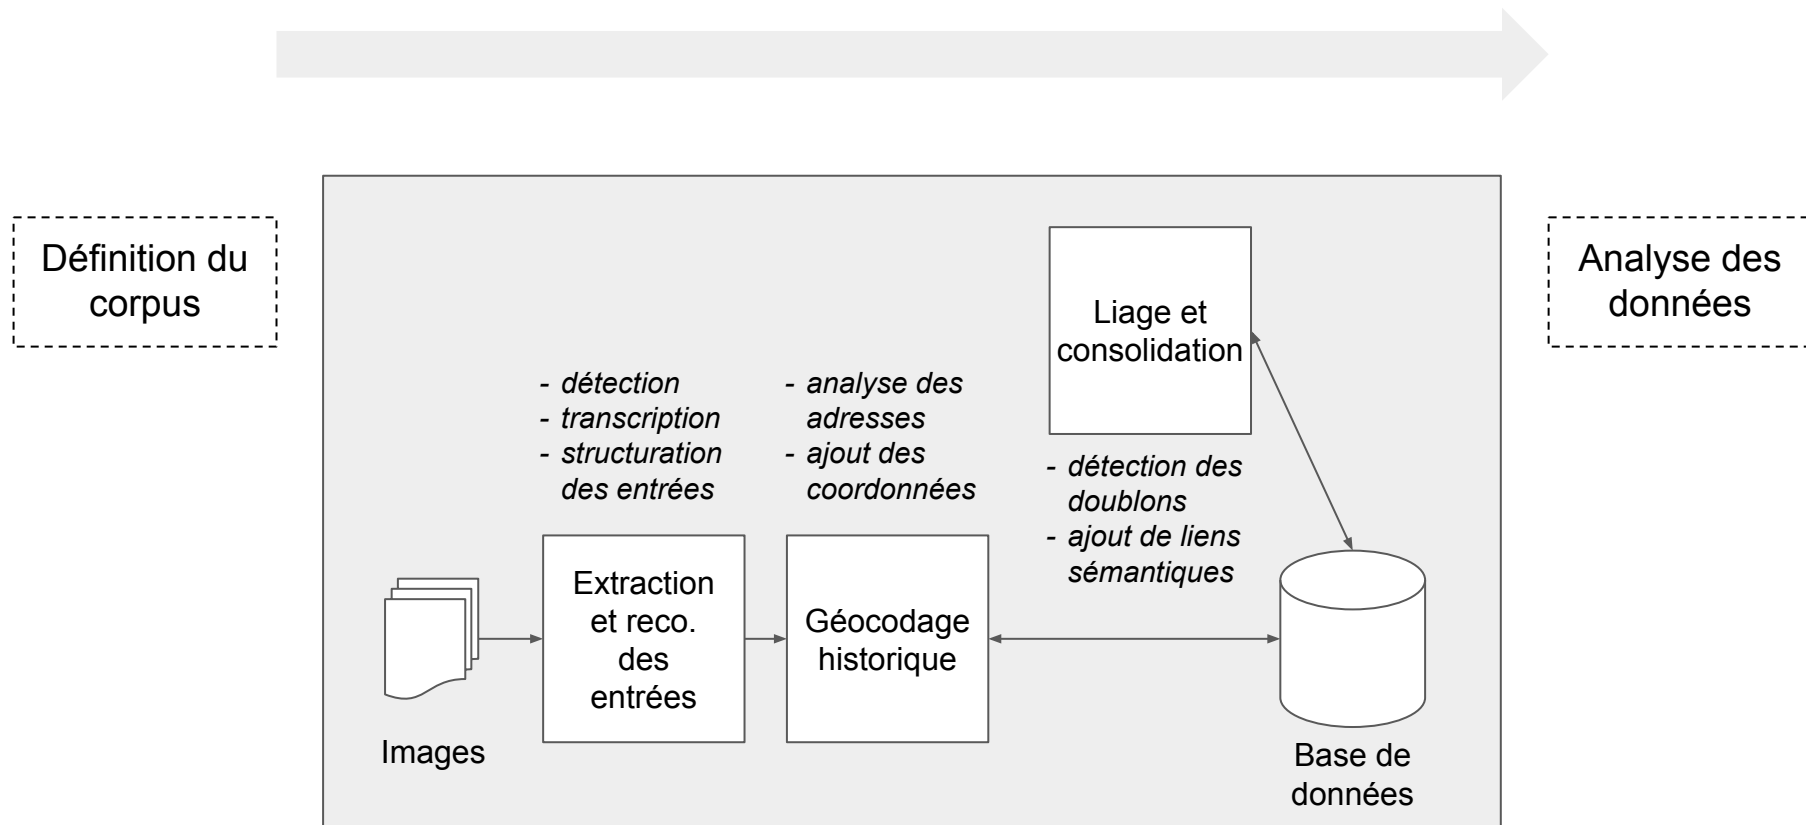 Définition du
corpus
- détection
- transcription
- structuration
des entrées
Images
Extraction
et reco.
des
entrées
- analyse des
adresses
- ajout des
coordonnées
Géocodage
historique
Liage et
consolidation
- détection des
doublons
- ajout de liens
sémantiques
Base de
données
Analyse des
données